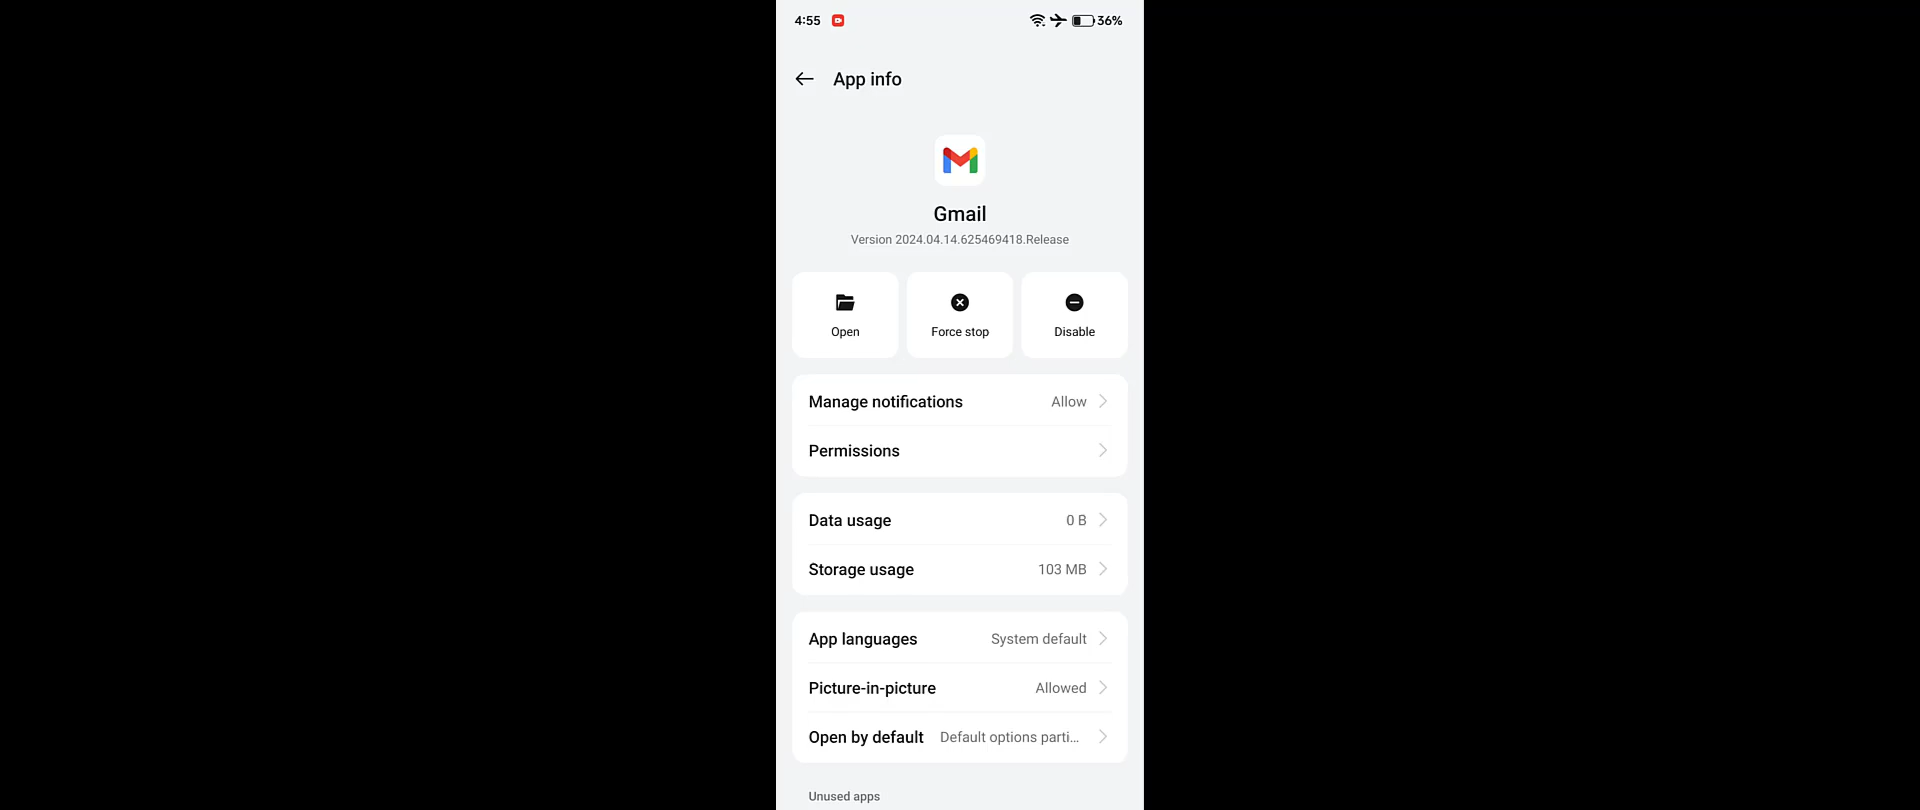 4:55 36%
App info
Gmail
Version 2024.04.14.625469418.Release
Open Force stop Disable
Manage notifications Allow
Permissions
Data usage 0 B
Storage usage 103 MB
App languages System default
Picture-in-picture Allowed
Open by default Default options parti...
Unused apps